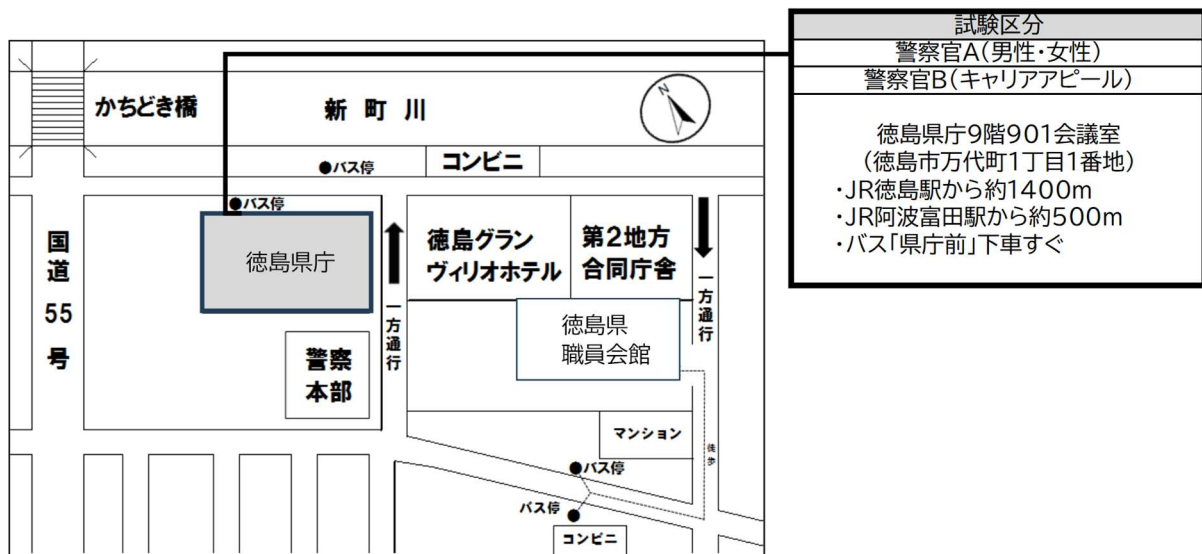 試験区分
警察官A(男性・女性)
警察官B(キャリアアピール)
徳島県庁9階901会議室
(徳島市万代町1丁目1番地)
・JR徳島駅から約1400m
・JR阿波富田駅から約500m
・バス「県庁前」下車すぐ
かちどき橋
新町川
N
バス停
コンビニ
バス停
国道55号
徳島県庁
一方通行
徳島グラン
ヴィリオホテル
第2地方
合同庁舎
一方通行
警察
本部
徳島県
職員会館
マンション
徒歩
バス停
バス停
コンビニ